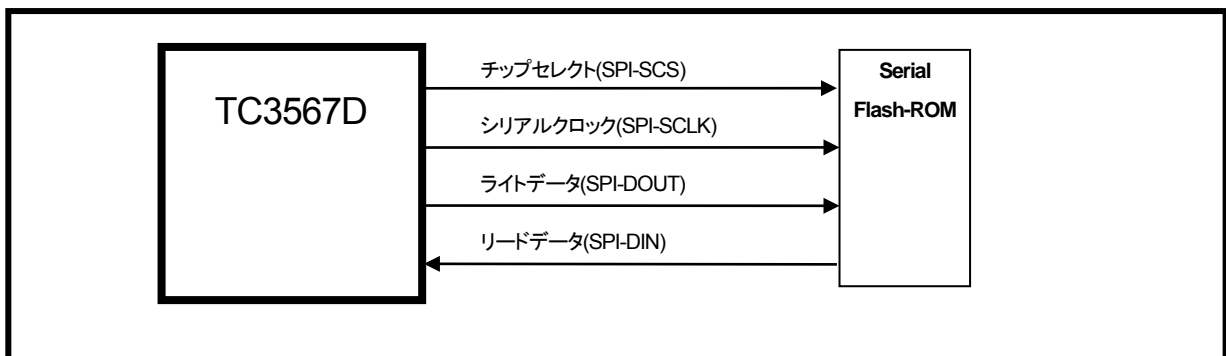 TC3567D
チップセレクト(SPI-SCS)
シリアルクロック(SPI-SCLK)
ライトデータ(SPI-DOUT)
リードデータ(SPI-DIN)
Serial
Flash-ROM